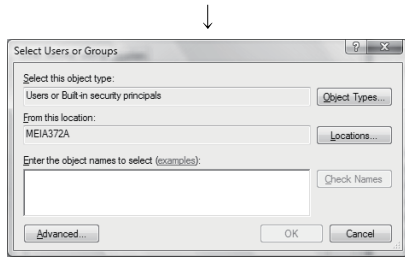 Select Users or Groups
Select this object type:
Users or Built-in security principals
Object Types...
From this location:
MEIA372A
Locations...
Enter the object names to select (examples):
Check Names
Advanced...
OK
Cancel